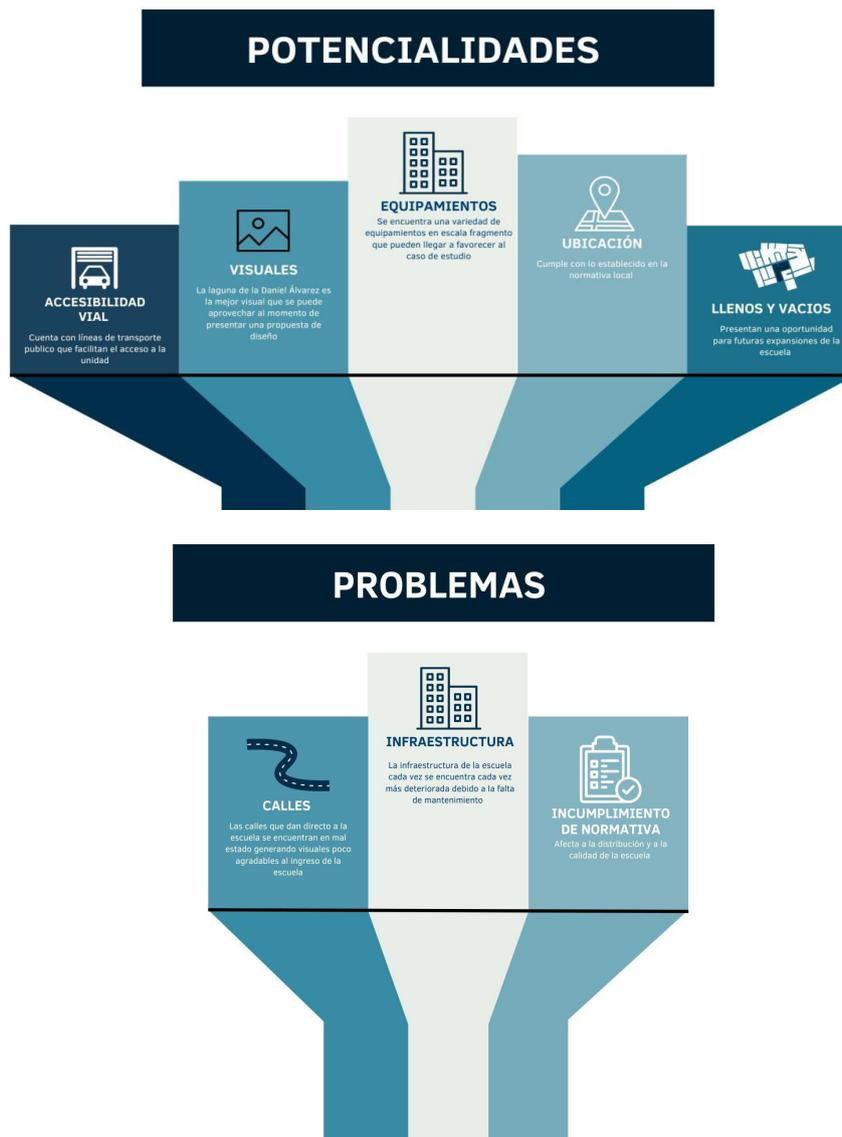 POTENCIALIDADES
ACCESIBILIDAD
VIAL
Cuenta con líneas de transporte
publico que facilitan el acceso a la
unidad
VISUALES
La laguna de la Daniel Álvarez es
la mejor visual que se puede
aprovechar al momento de
presentar una propuesta de
diseño
EQUIPAMIENTOS
Se encuentra una variedad de
equipamientos en escala fragmento
que pueden llegar a favorecer al
caso de estudio
UBICACIÓN
Cumple con lo establecido en la
normativa local
LLENOS Y VACIOS
Presentan una oportunidad
para futuras expansiones de la
escuela
PROBLEMAS
CALLES
Las calles que dan directo a la
escuela se encuentran en mal
estado generando visuales poco
agradables al ingreso de la
escuela
INFRAESTRUCTURA
La infraestructura de la escuela
cada vez se encuentra cada vez
más deteriorada debido a la falta
de mantenimiento
INCUMPLIMIENTO
DE NORMATIVA
Afecta a la distribución y a la
calidad de la escuela